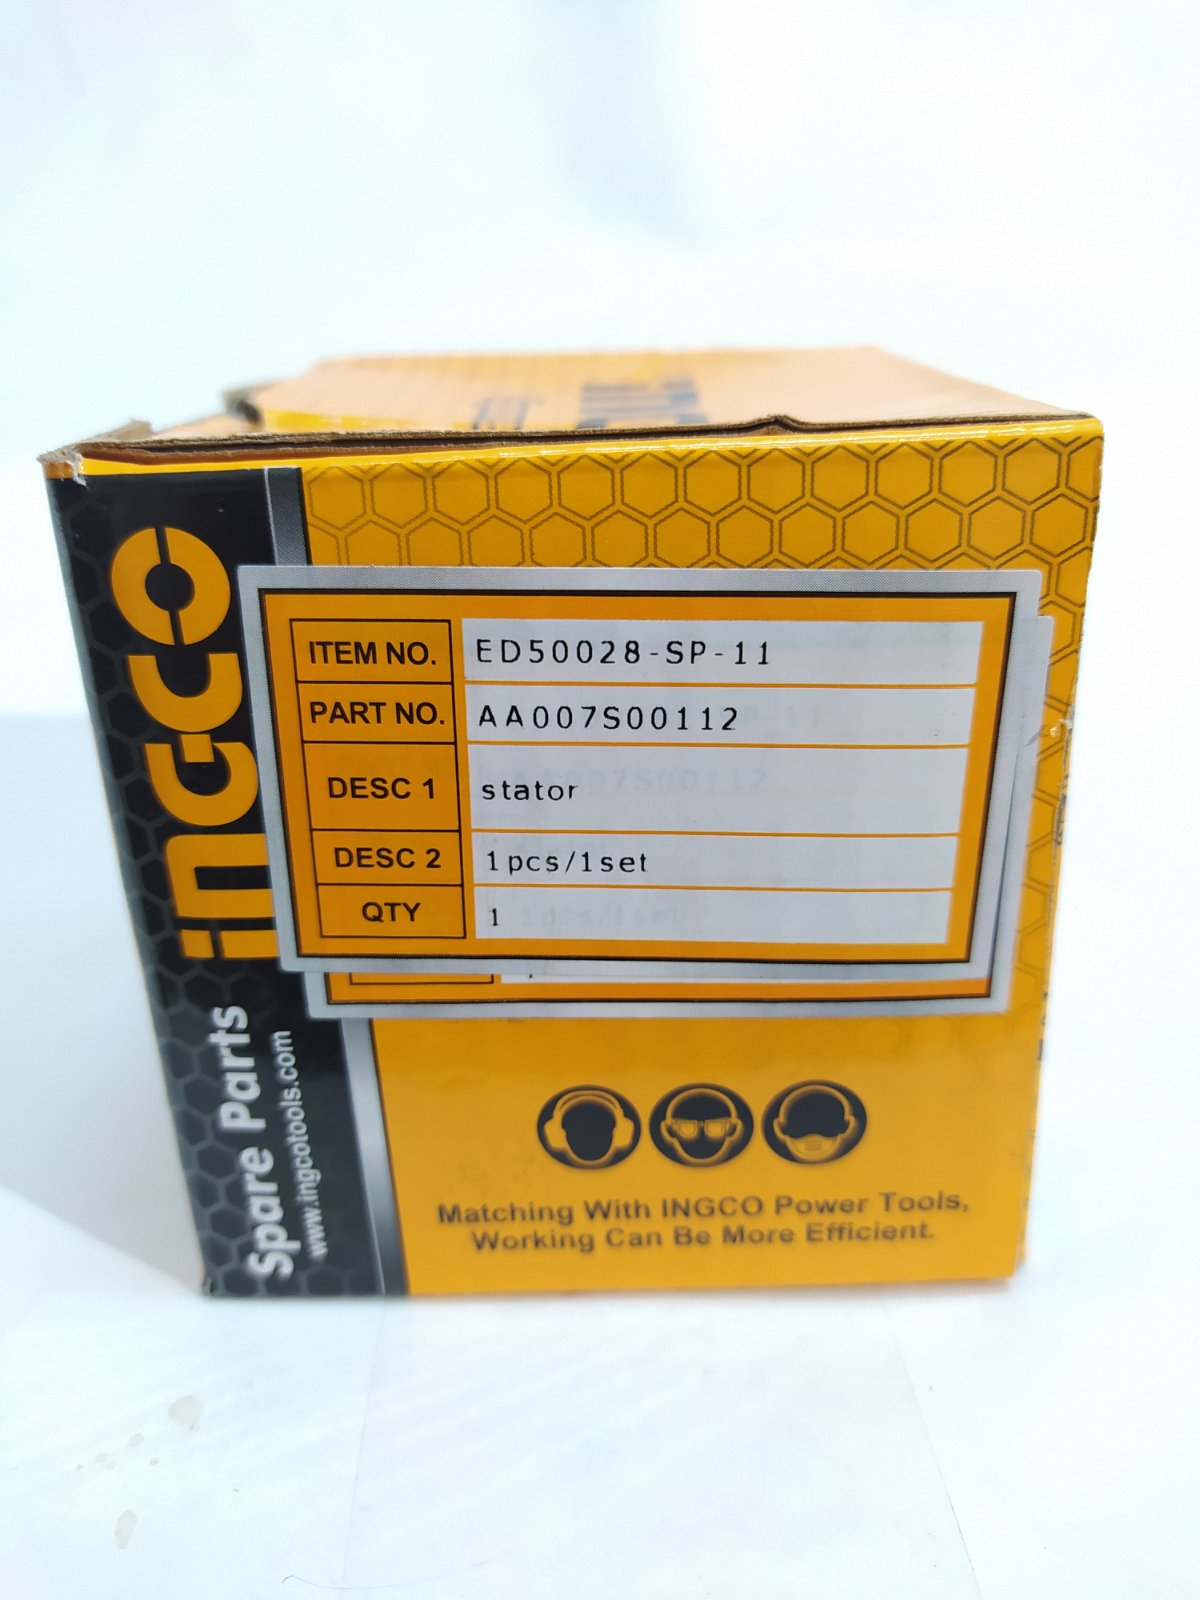 ingco
Spare Parts
www.ingcotools.com
ITEM NO. ED50028-SP-11
PART NO. AA007S00112
DESC 1 stator
DESC 2 1pcs/1set
QTY 1
Matching With INGCO Power Tools,
Working Can Be More Efficient.